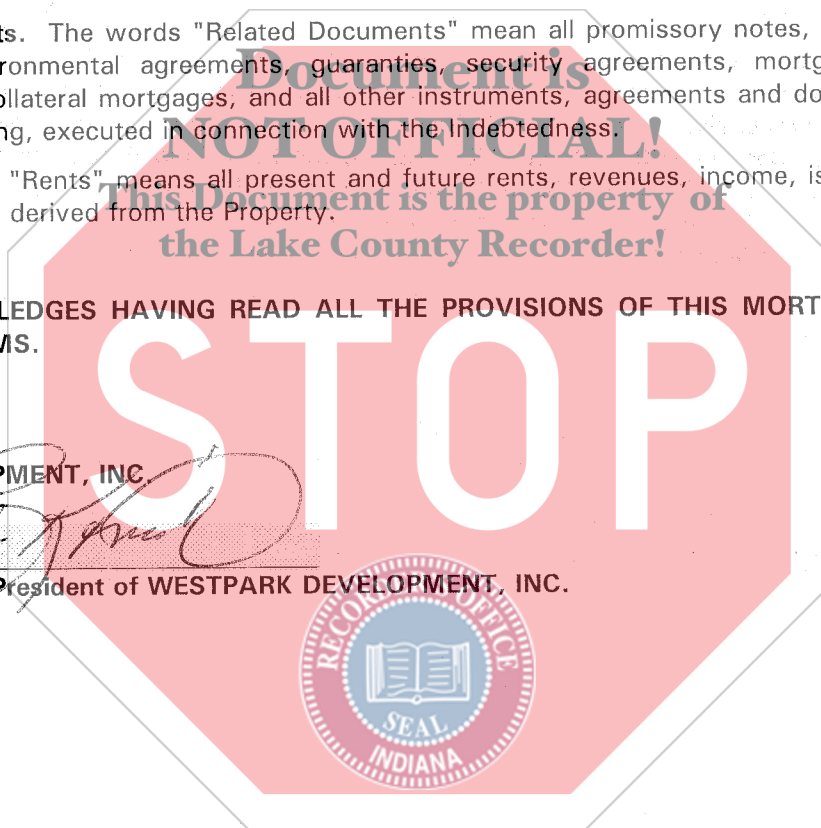 ts. The words "Related Documents" mean all promissory notes,
ronmental agreements, guaranties, security agreements, mortg
ollateral mortgages, and all other instruments, agreements and do
ng, executed in connection with the Indebtedness.
Document is
NOT OFFICIAL!
"Rents" means all present and future rents, revenues, income, is
derived from the Property.
This Document is the property of
the Lake County Recorder!
LEDGES HAVING READ ALL THE PROVISIONS OF THIS MORT
MS.
STOP
PMENT, INC.
President of WESTPARK DEVELOPMENT, INC.
RECORDER'S OFFICE
SEAL
INDIANA